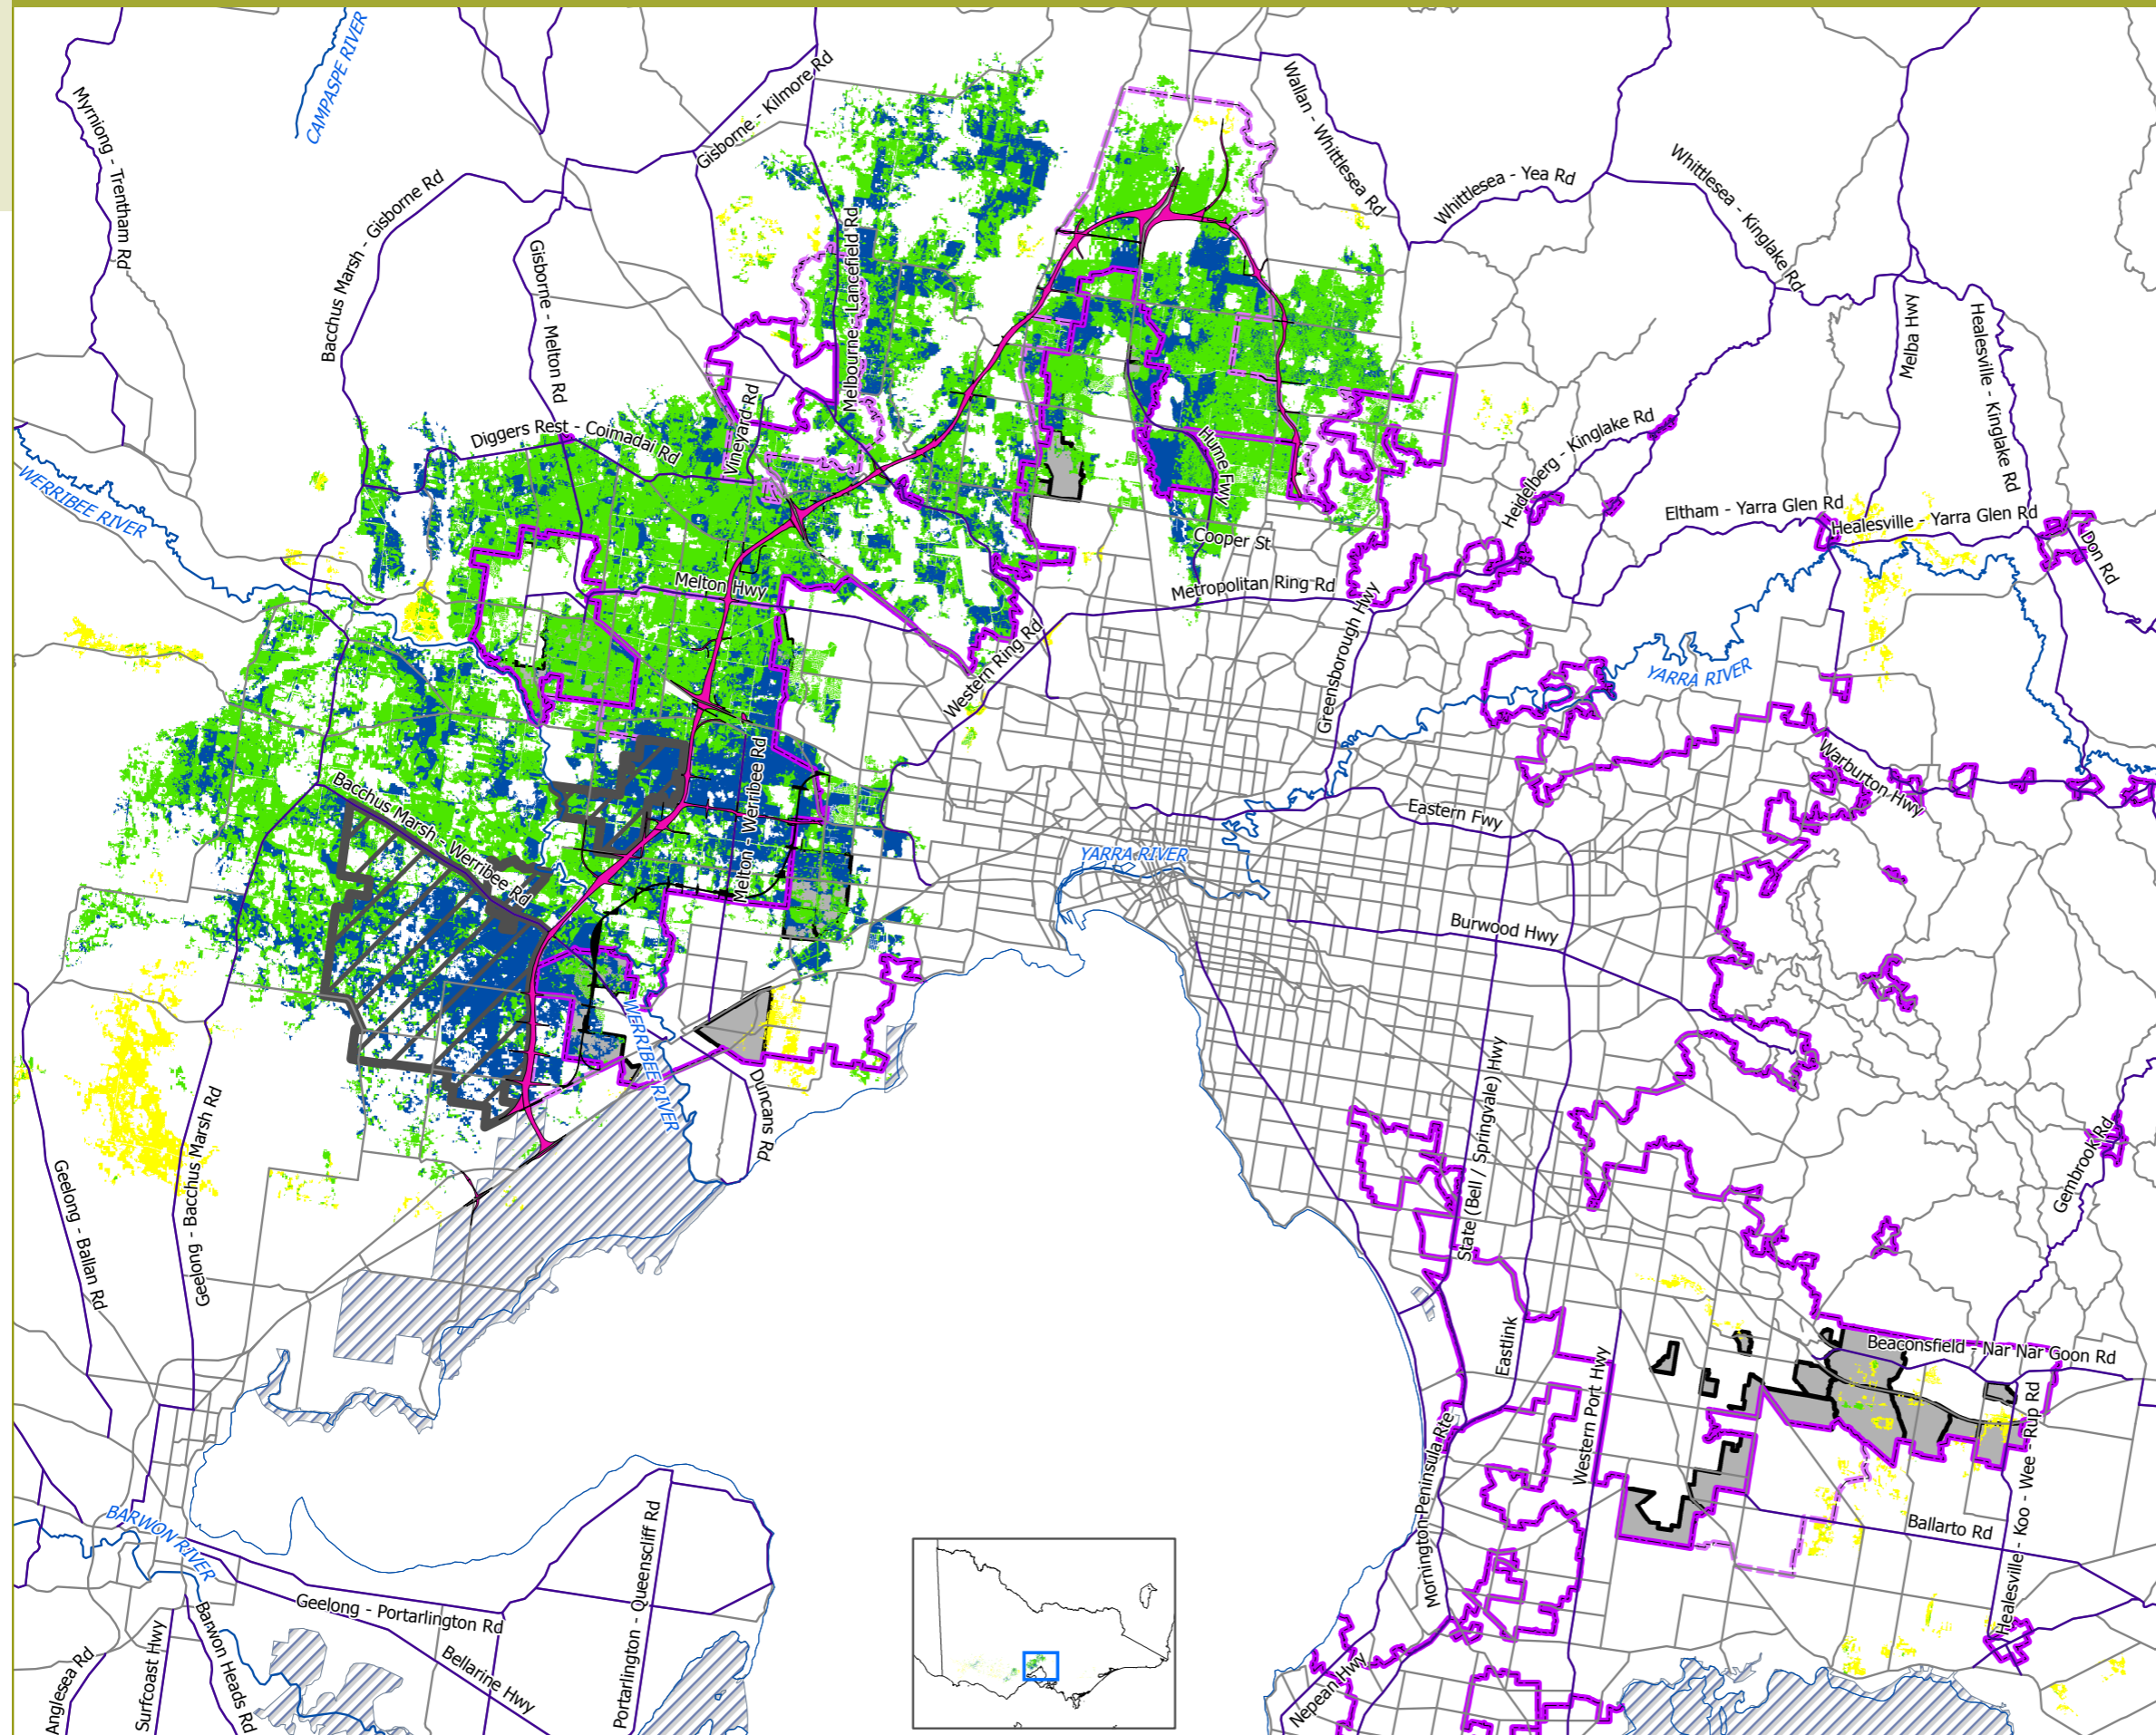 CAMPASPE RIVER
Myrniong - Trentham Rd
Gisborne - Kilmore Rd
Wallan - Whittlesea Rd
Whittlesea - Yea Rd
Whittlesea - Kinglake Rd
Bacchus Marsh - Gisborne Rd
Gisborne - Melton Rd
Melbourne - Lancefield Rd
Melba Hwy
Healesville - Kinglake Rd
Diggers Rest - Coimadai Rd
Vineyard Rd
Hume Fwy
Heidelberg - Kinglake Rd
WERRIBEE RIVER
Eltham - Yarra Glen Rd
Healesville - Yarra Glen Rd
Don Rd
Cooper St
Melton Hwy
Metropolitan Ring Rd
Greensborough Hwy
Western Ring Rd
YARRA RIVER
Warburton Hwy
Bacchus Marsh - Werribee Rd
Melton - Werribee Rd
Eastern Fwy
YARRA RIVER
Burwood Hwy
WERRIBEE RIVER
Duncans Rd
State (Bell / Springvale) Hwy
Gembrook Rd
Geelong - Ballan Rd
Geelong - Bacchus Marsh Rd
Eastlink
Western Port Hwy
Beaconsfield - Nar Nar Goon Rd
Mornington Peninsula Rte
Healesville - Koo - Wee - Rup Rd
Ballarto Rd
BARWON RIVER
Geelong - Portarlington Rd
Portarlington - Queenscliff Rd
Bellarine Hwy
Barwon Heads Rd
Surfcoast Hwy
Anglesea Rd
Nepean Hwy